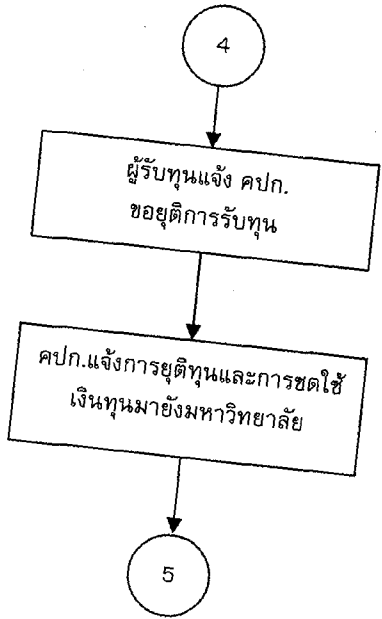 4
ผู้รับทุนแจ้ง คปก.
ขอยุติการรับทุน
คปก.แจ้งการยุติทุนและการชดใช้
เงินทุนมายังมหาวิทยาลัย
5